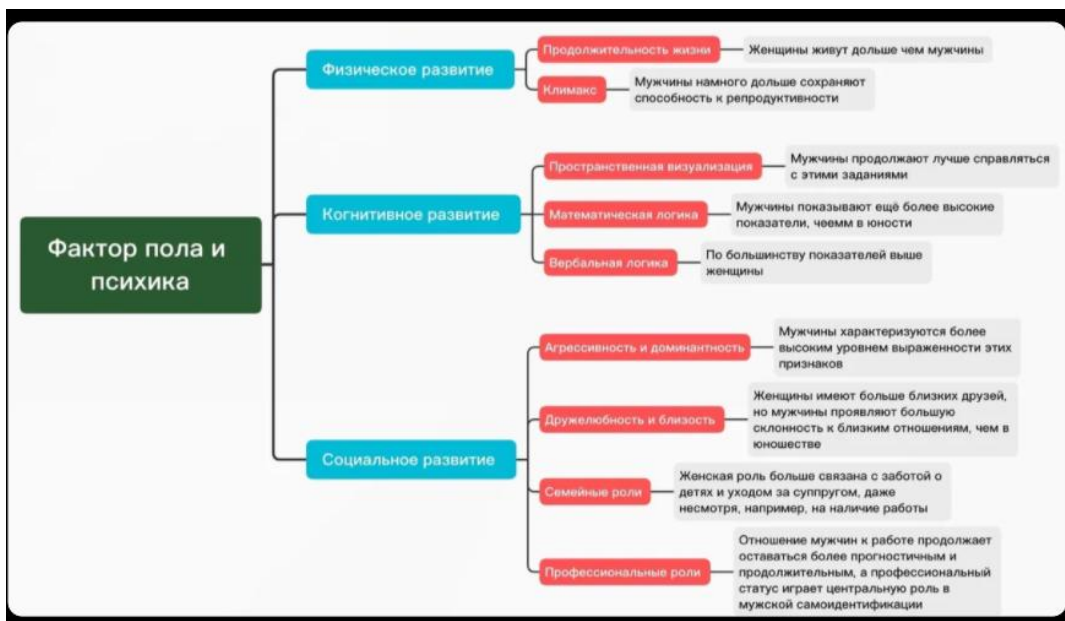 Фактор пола и
психика
Физическое развитие
Продолжительность жизни
Женщины живут дольше чем мужчины
Климакс
Мужчины намного дольше сохраняют
способность к репродуктивности
Когнитивное развитие
Пространственная визуализация
Мужчины продолжают лучше справляться
с этими заданиями
Математическая логика
Мужчины показывают ещё более высокие
показатели, чеемм в юности
Вербальная логика
По большинству показателей выше
женщины
Социальное развитие
Агрессивность и доминантность
Мужчины характеризуются более
высоким уровнем выраженности этих
признаков
Дружелюбность и близость
Женщины имеют больше близких друзей,
но мужчины проявляют большую
склонность к близким отношениям, чем в
юношестве
Семейные роли
Женская роль больше связана с заботой о
детях и уходом за суппругом, даже
несмотря, например, на наличие работы
Профессиональные роли
Отношение мужчин к работе продолжает
оставаться более прогностичным и
продолжительным, а профессиональный
статус играет центральную роль в
мужской самоидентификации